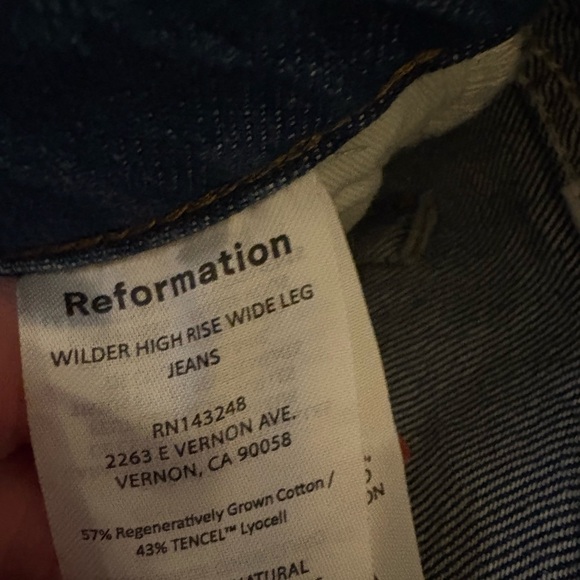 Reformation
WILDER HIGH RISE WIDE LEG
JEANS
RN143248
2263 E VERNON AVE.
VERNON, CA 90058
57% Regeneratively Grown Cotton /
43% TENCEL™ Lyocell